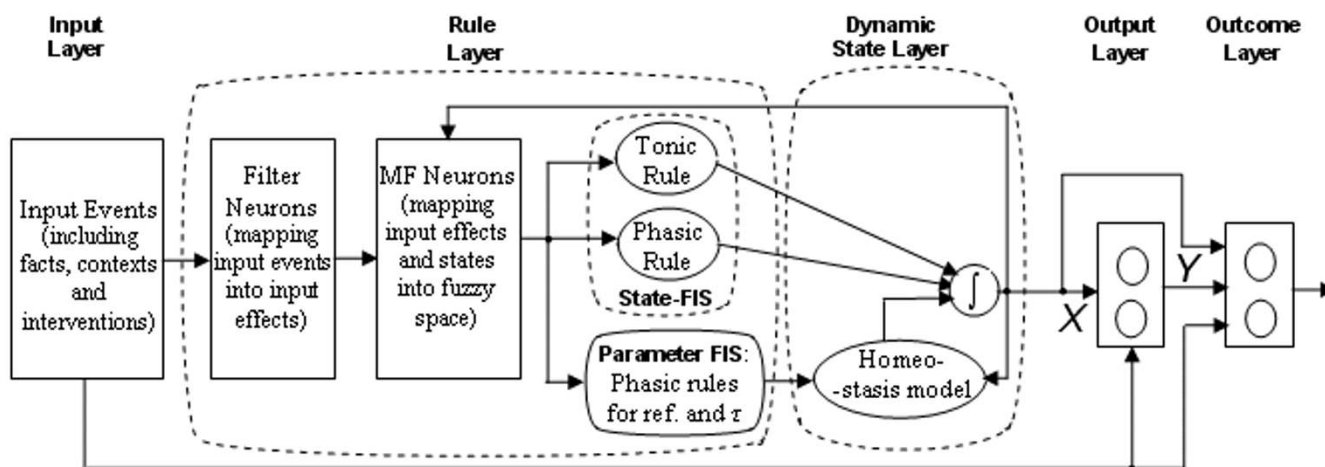 Input
Layer
Rule
Layer
Dynamic
State Layer
Output
Layer
Outcome
Layer
Input Events
(including
facts, contexts
and
interventions)
Filter
Neurons
(mapping
input events
into input
effects)
MF Neurons
(mapping
input effects
and states
into fuzzy
space)
Tonic
Rule
Phasic
Rule
State-FIS
Parameter FIS:
Phasic rules
for ref. and τ
∫
Homeo-
-stasis model
X
Y